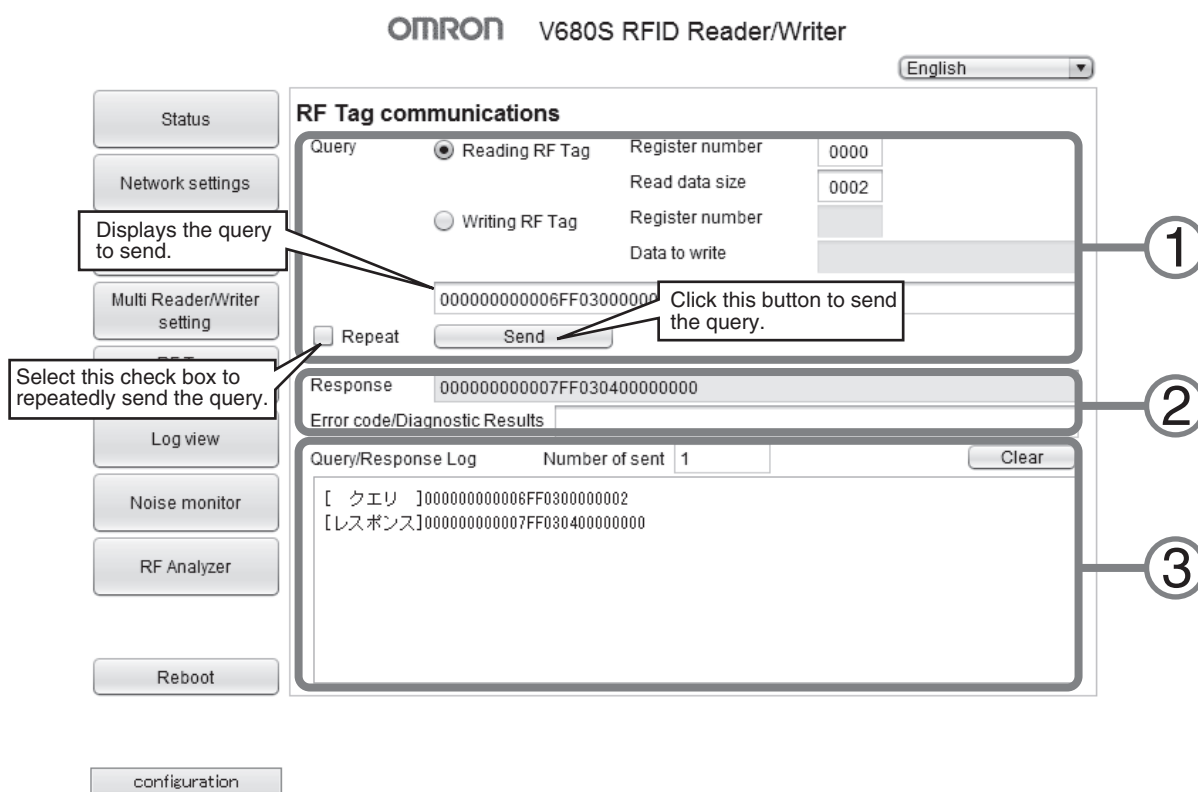 OMRON V680S RFID Reader/Writer
English
Status
RF Tag communications
Query Reading RF Tag Register number 0000
Network settings
Read data size 0002
Displays the query
to send.
Writing RF Tag Register number
Data to write
1
Multi Reader/Writer
setting
000000000006FF03000000
Click this button to send
the query.
Repeat Send
Select this check box to
repeatedly send the query.
Response 000000000007FF030400000000
Error code/Diagnostic Results
2
Log view
Query/Response Log Number of sent 1 Clear
Noise monitor
[ クエリ ]000000000006FF0300000002
[レスポンス]000000000007FF030400000000
RF Analyzer
3
Reboot
configuration